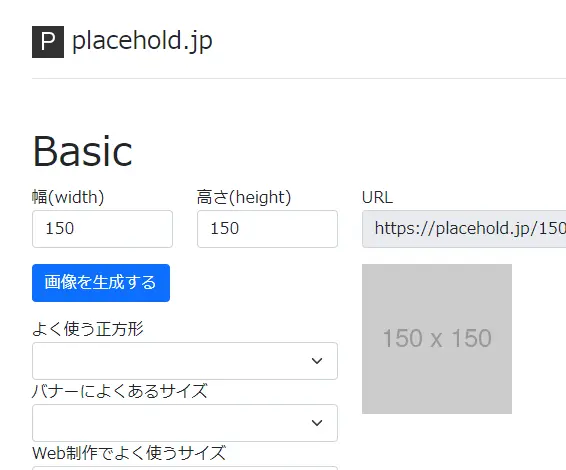 P placehold.jp
Basic
幅(width) 高さ(height) URL
150 150 https://placehold.jp/150
画像を生成する
150 x 150
よく使う正方形
バナーによくあるサイズ
Web制作でよく使うサイズ